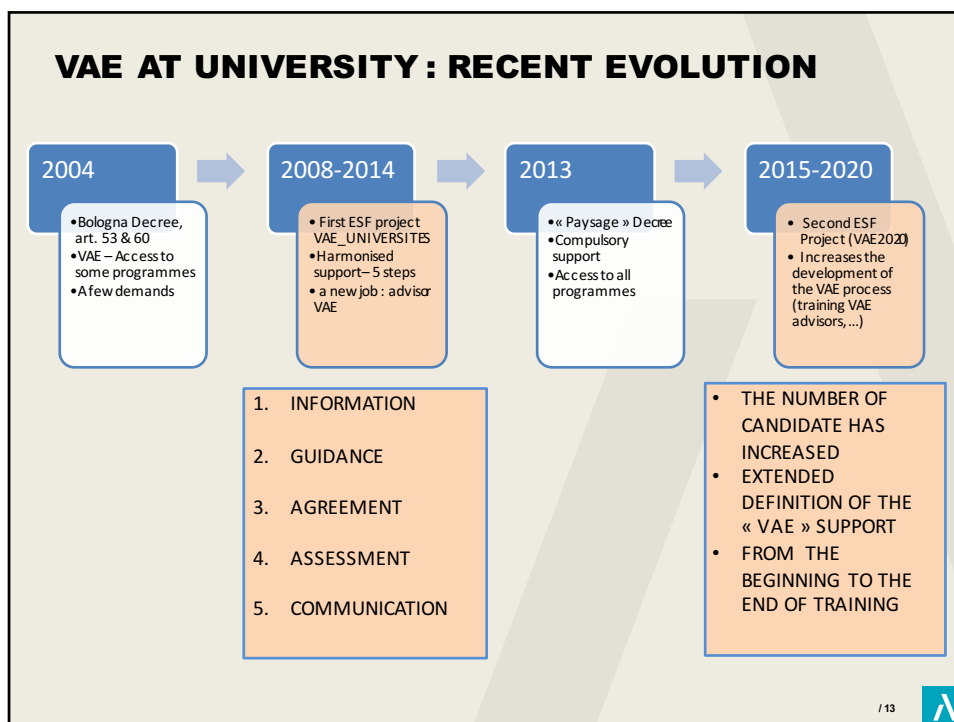 VAE AT UNIVERSITY : RECENT EVOLUTION
2004
•Bologna Decree,
art. 53 & 60
•VAE – Access to
some programmes
•A few demands
2008-2014
• First ESF project
VAE_UNIVERSITES
• Harmonised
support– 5 steps
• a new job : advisor
VAE
2013
•« Paysage » Decree
•Compulsory
support
•Access to all
programmes
2015-2020
• Second ESF
Project (VAE2020)
• Increases the
development of
the VAE process
(training VAE
advisors, ...)
1. INFORMATION
2. GUIDANCE
3. AGREEMENT
4. ASSESSMENT
5. COMMUNICATION
• THE NUMBER OF
CANDIDATE HAS
INCREASED
• EXTENDED
DEFINITION OF THE
« VAE » SUPPORT
• FROM THE
BEGINNING TO THE
END OF TRAINING
/ 13